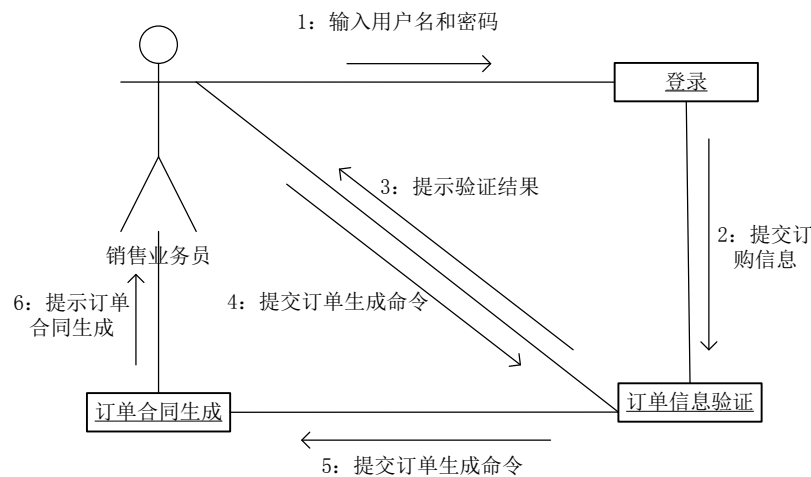 1: 输入用户名和密码
登录
3: 提示验证结果
2: 提交订
购信息
销售业务员
6: 提示订单
合同生成
4: 提交订单生成命令
订单合同生成
订单信息验证
5: 提交订单生成命令